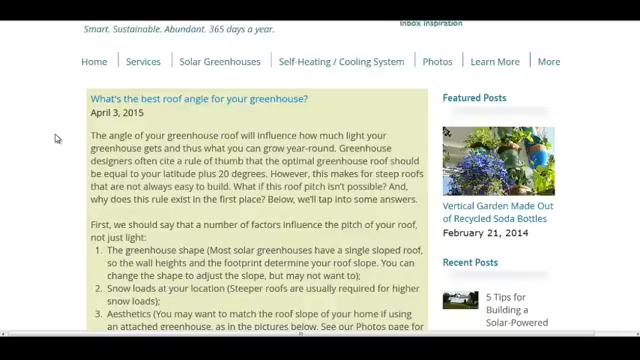 Smart. Sustainable. Abundant. 365 days a year.
Inbox Inspiration
Home
Services
Solar Greenhouses
Self-Heating / Cooling System
Photos
Learn More
More
What's the best roof angle for your greenhouse?
April 3, 2015
The angle of your greenhouse roof will influence how much light your
greenhouse gets and thus what you can grow year-round. Greenhouse
designers often cite a rule of thumb that the optimal greenhouse roof should
be equal to your latitude plus 20 degrees. However, this makes for steep roofs
that are not always easy to build. What if this roof pitch isn't possible? And,
why does this rule exist in the first place? Below, we'll tap into some answers.
First, we should say that a number of factors influence the pitch of your roof,
not just light:
1. The greenhouse shape (Most solar greenhouses have a single sloped roof,
so the wall heights and the footprint determine your roof slope. You can
change the shape to adjust the slope, but may not want to);
2. Snow loads at your location (Steeper roofs are usually required for higher
snow loads);
3. Aesthetics (You may want to match the roof slope of your home if using
an attached greenhouse, as in the pictures below. See our Photos page for
Featured Posts
Vertical Garden Made Out
of Recycled Soda Bottles
February 21, 2014
Recent Posts
5 Tips for
Building a
Solar-Powered